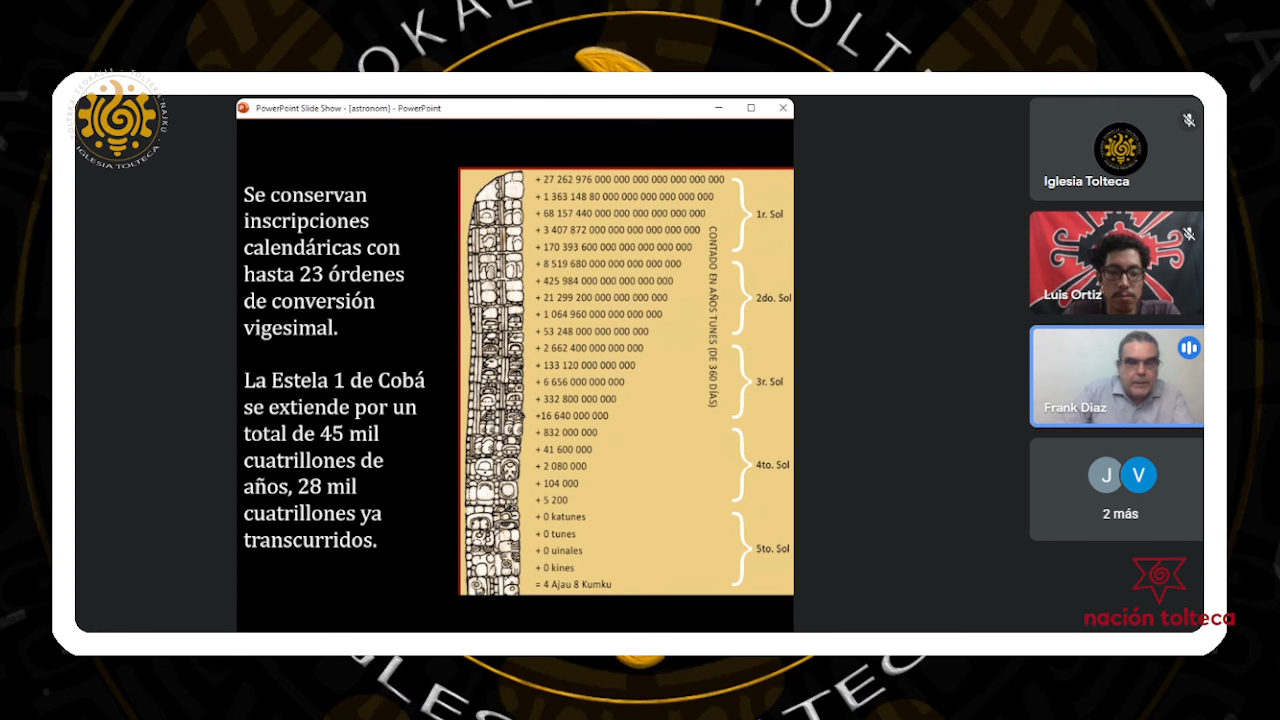 OKAL
TOLT
TOLTEKA TEOKALLI · TOLTEKA NAJKÚ
IGLESIA TOLTECA
PowerPoint Slide Show - [astronom] - PowerPoint
Se conservan
inscripciones
calendáricas con
hasta 23 órdenes
de conversión
vigesimal.
La Estela 1 de Cobá
se extiende por un
total de 45 mil
cuatrillones de
años, 28 mil
cuatrillones ya
transcurridos.
+ 27 262 976 000 000 000 000 000 000 000
+ 1 363 148 80 000 000 000 000 000 000
+ 68 157 440 000 000 000 000 000 000
+ 3 407 872 000 000 000 000 000 000
+ 170 393 600 000 000 000 000 000
+ 8 519 680 000 000 000 000 000
+ 425 984 000 000 000 000 000
+ 21 299 200 000 000 000 000
+ 1 064 960 000 000 000 000
+ 53 248 000 000 000 000
+ 2 662 400 000 000 000
+ 133 120 000 000 000
+ 6 656 000 000 000
+ 332 800 000 000
+16 640 000 000
+ 832 000 000
+ 41 600 000
+ 2 080 000
+ 104 000
+ 5 200
+ 0 katunes
+ 0 tunes
+ 0 uinales
+ 0 kines
= 4 Ajau 8 Kumku
CONTADO EN AÑOS TUNES (DE 360 DÍAS)
1r. Sol
2do. Sol
3r. Sol
4to. Sol
5to. Sol
Iglesia Tolteca
Luis Ortiz
Frank Diaz
J
V
2 más
nación tolteca